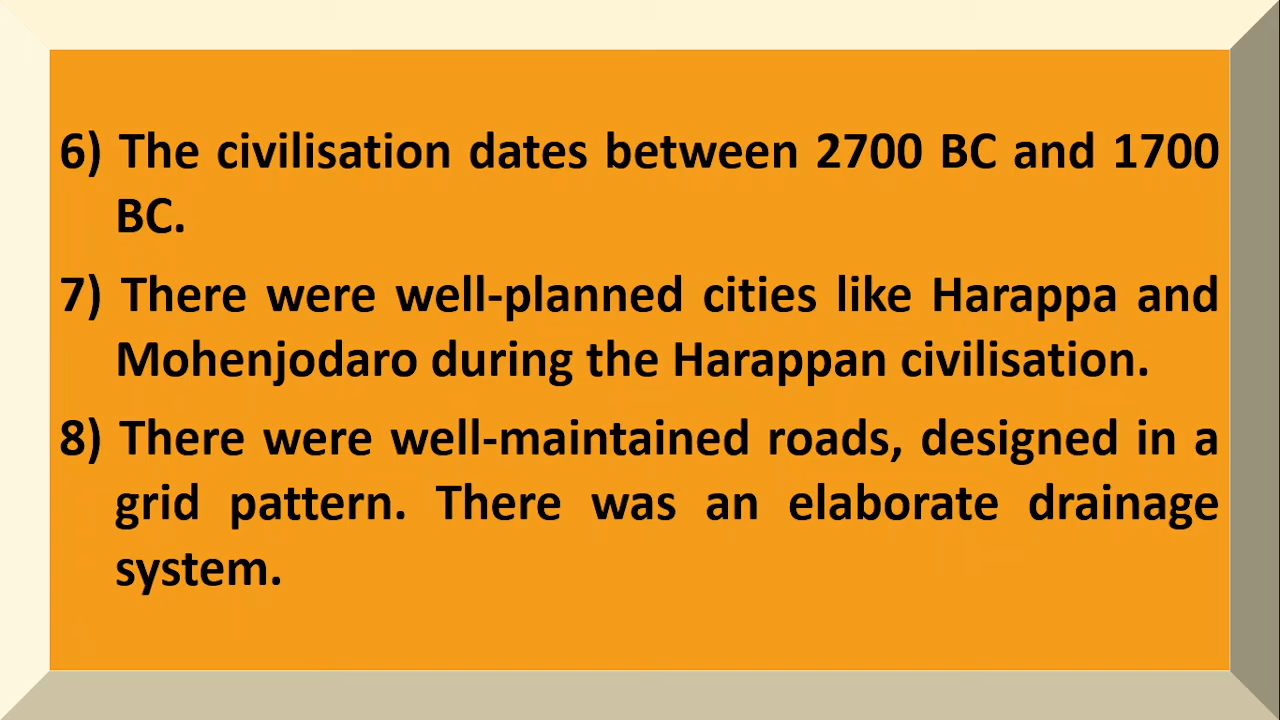 6) The civilisation dates between 2700 BC and 1700
BC.
7) There were well-planned cities like Harappa and
Mohenjodaro during the Harappan civilisation.
8) There were well-maintained roads, designed in a
grid pattern. There was an elaborate drainage
system.